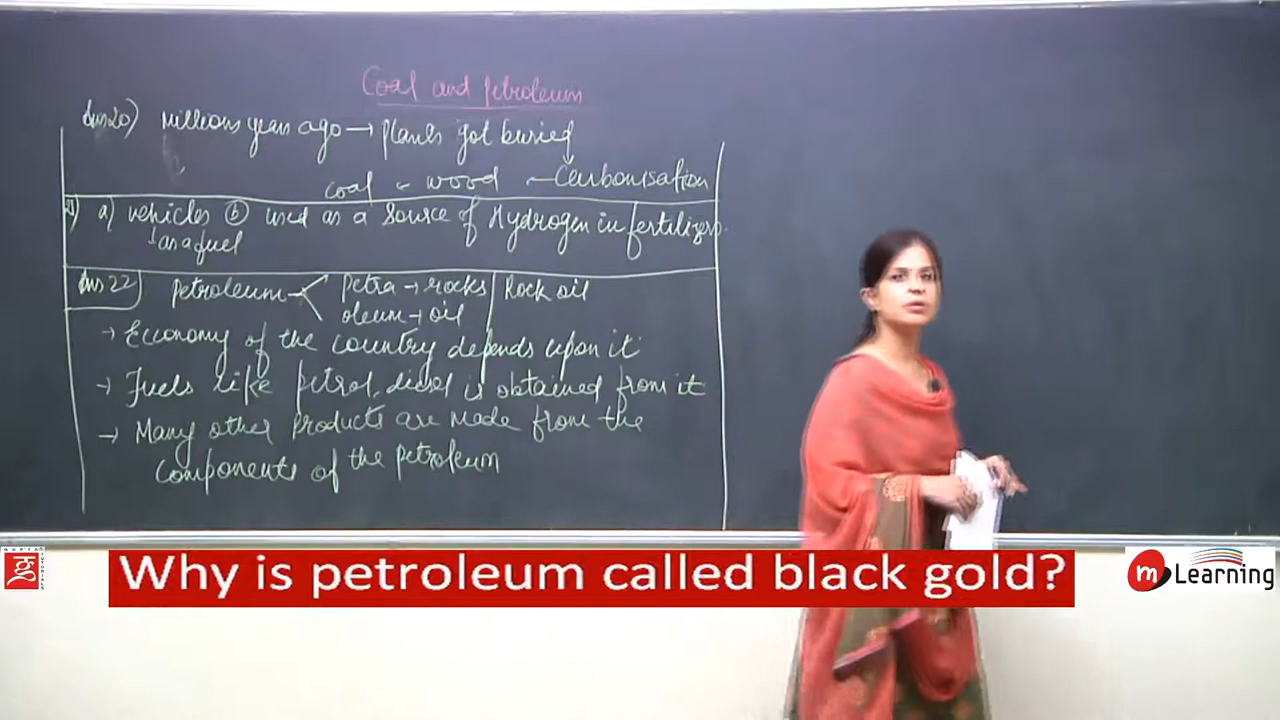 Coal and petroleum
Ans 20) Millions years ago → plants got buried
coal ← wood ← Carbonisation
21) a) vehicles b) used as a source of Hydrogen in fertilizers.
↓ as a fuel
Ans 22) Petroleum → Petra → rocks Rock oil
oleum → oil
→ Economy of the country depends upon it
→ Fuels like petrol, diesel is obtained from it
→ Many other products are made from the
components of the petroleum
Why is petroleum called black gold?
GUPTA
TUTORIALS
m Learning